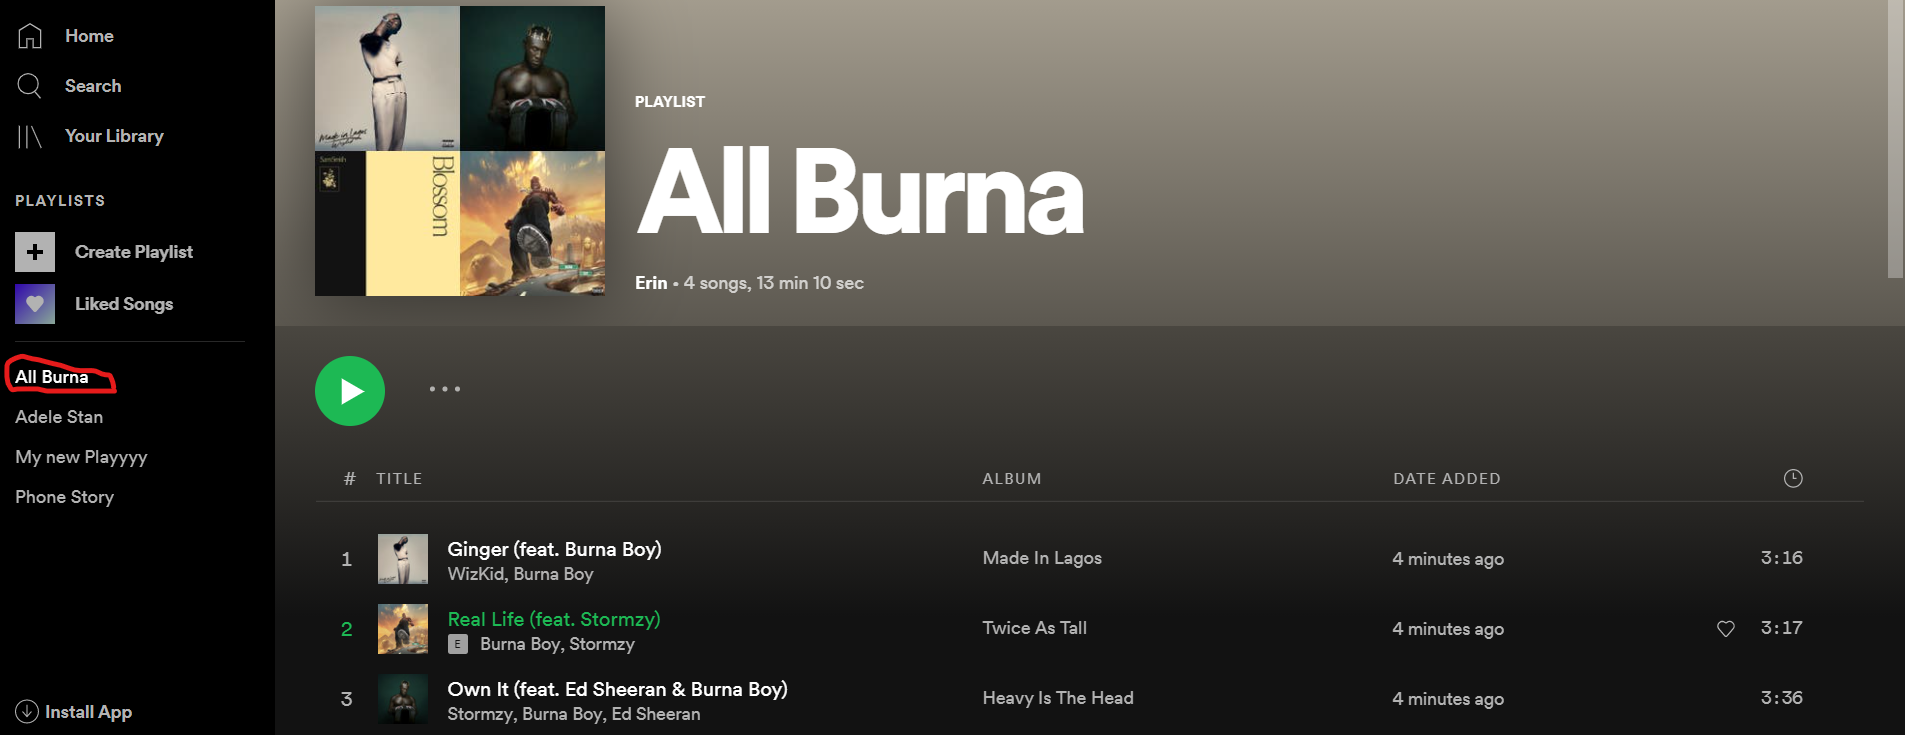 Home
Search
Your Library
PLAYLISTS
Create Playlist
Liked Songs
All Burna
Adele Stan
My new Playyyy
Phone Story
Install App
Made in Lagos
Sam Smith
Blossom
PLAYLIST
All Burna
Erin • 4 songs, 13 min 10 sec
# TITLE ALBUM DATE ADDED
1 Ginger (feat. Burna Boy) Made In Lagos 4 minutes ago 3:16
WizKid, Burna Boy
2 Real Life (feat. Stormzy) Twice As Tall 4 minutes ago 3:17
E Burna Boy, Stormzy
3 Own It (feat. Ed Sheeran & Burna Boy) Heavy Is The Head 4 minutes ago 3:36
Stormzy, Burna Boy, Ed Sheeran